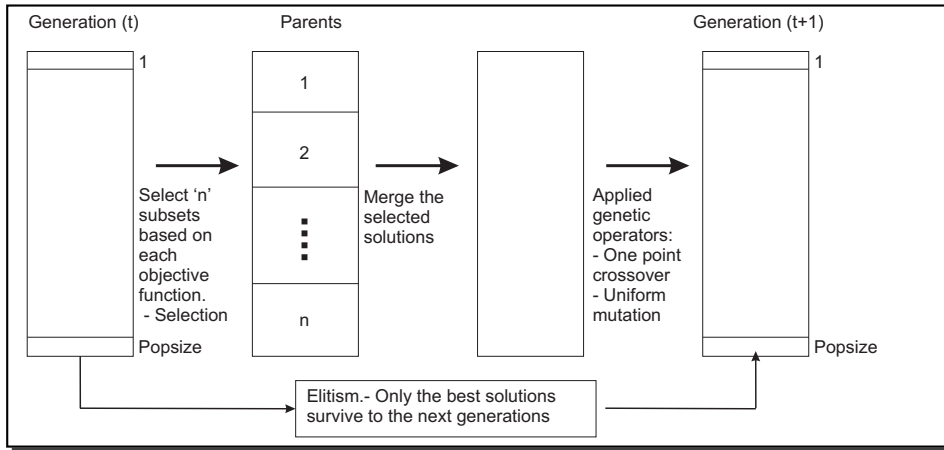 Generation (t)
Parents
Generation (t+1)
1
1
2
n
1
Select ‘n’
subsets
based on
each
objective
function.
- Selection
Merge the
selected
solutions
Applied
genetic
operators:
- One point
crossover
- Uniform
mutation
Popsize
Popsize
Elitism.- Only the best solutions
survive to the next generations